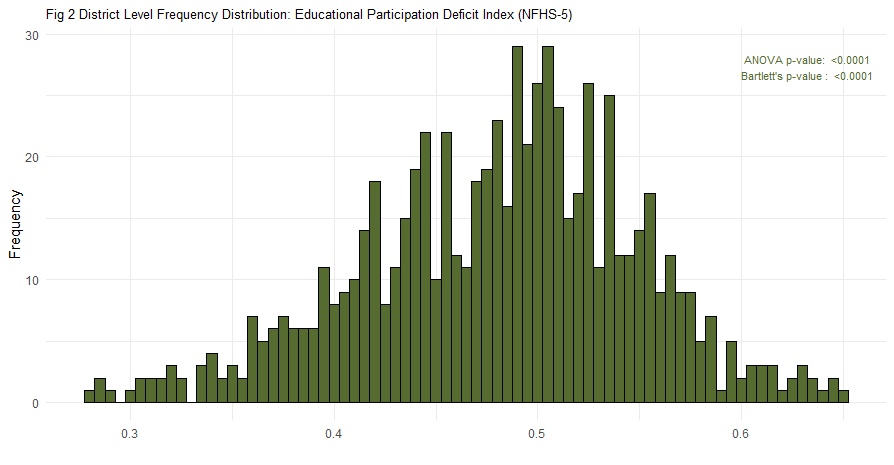 Fig 2 District Level Frequency Distribution: Educational Participation Deficit Index (NFHS-5)
30
ANOVA p-value:  <0.0001
Bartlett's p-value :  <0.0001
20
Frequency
10
0
0.3 0.4 0.5 0.6